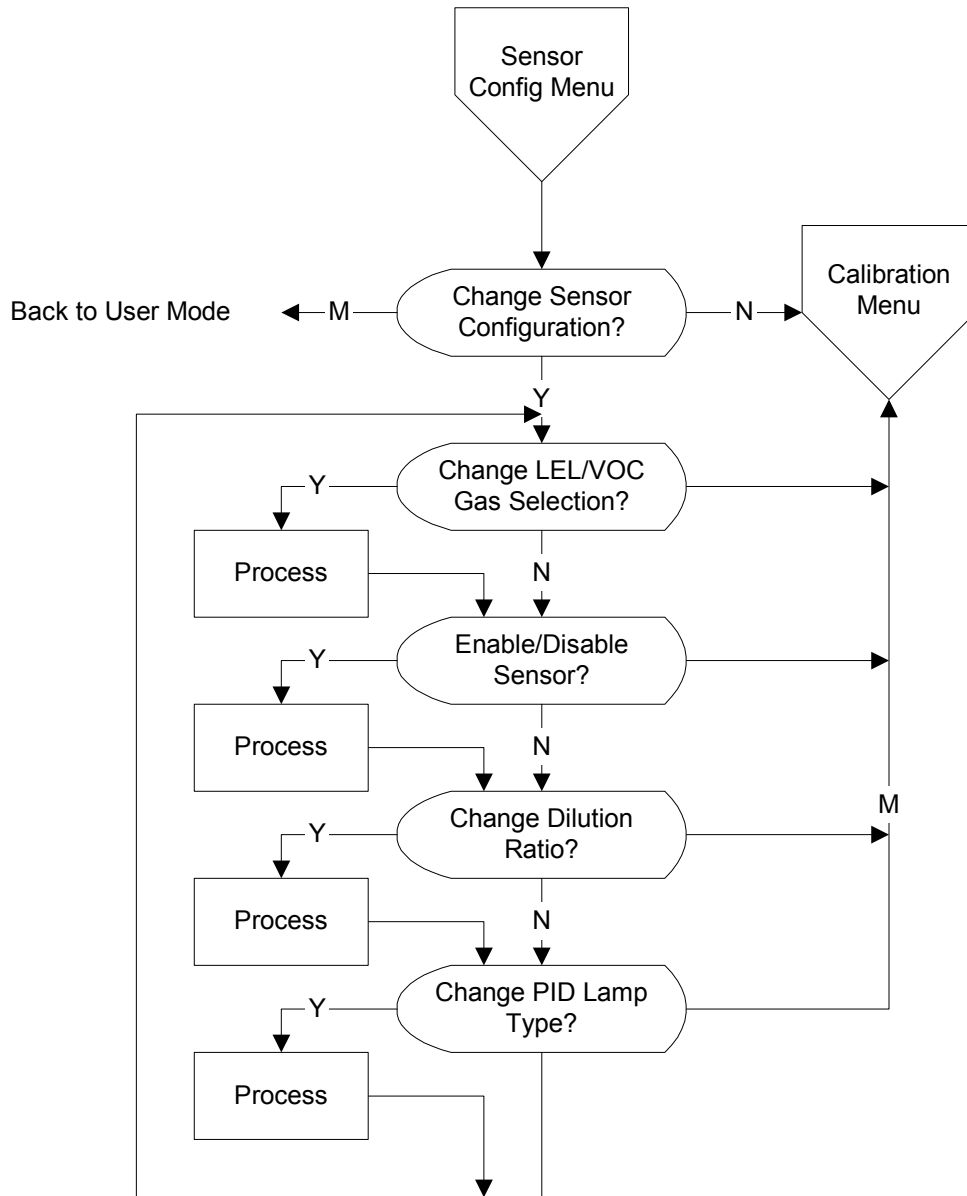 Sensor
Config Menu
Calibration
Menu
Back to User Mode
M
Change Sensor
Configuration?
N
Y
Change LEL/VOC
Gas Selection?
Y
Process
N
Enable/Disable
Sensor?
Y
Process
N
Change Dilution
Ratio?
M
Y
Process
N
Change PID Lamp
Type?
Y
Process